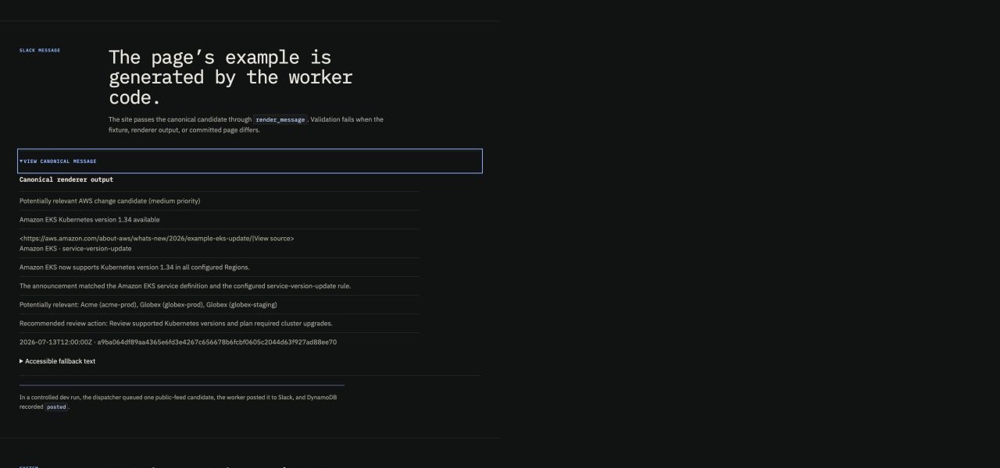 SLACK MESSAGE
The page’s example is
generated by the worker
code.
The site passes the canonical candidate through render_message. Validation fails when the
fixture, renderer output, or committed page differs.
▼VIEW CANONICAL MESSAGE
Canonical renderer output
Potentially relevant AWS change candidate (medium priority)
Amazon EKS Kubernetes version 1.34 available
<https://aws.amazon.com/about-aws/whats-new/2026/example-eks-update/|View source>
Amazon EKS · service-version-update
Amazon EKS now supports Kubernetes version 1.34 in all configured Regions.
The announcement matched the Amazon EKS service definition and the configured service-version-update rule.
Potentially relevant: Acme (acme-prod), Globex (globex-prod), Globex (globex-staging)
Recommended review action: Review supported Kubernetes versions and plan required cluster upgrades.
2026-07-13T12:00:00Z · a9ba064df89aa4365e6fd3e4267c656678b6fcbf0605c2044d63f927ad88ee70
▶ Accessible fallback text
In a controlled dev run, the dispatcher queued one public-feed candidate, the worker posted it to Slack, and DynamoDB
recorded posted.